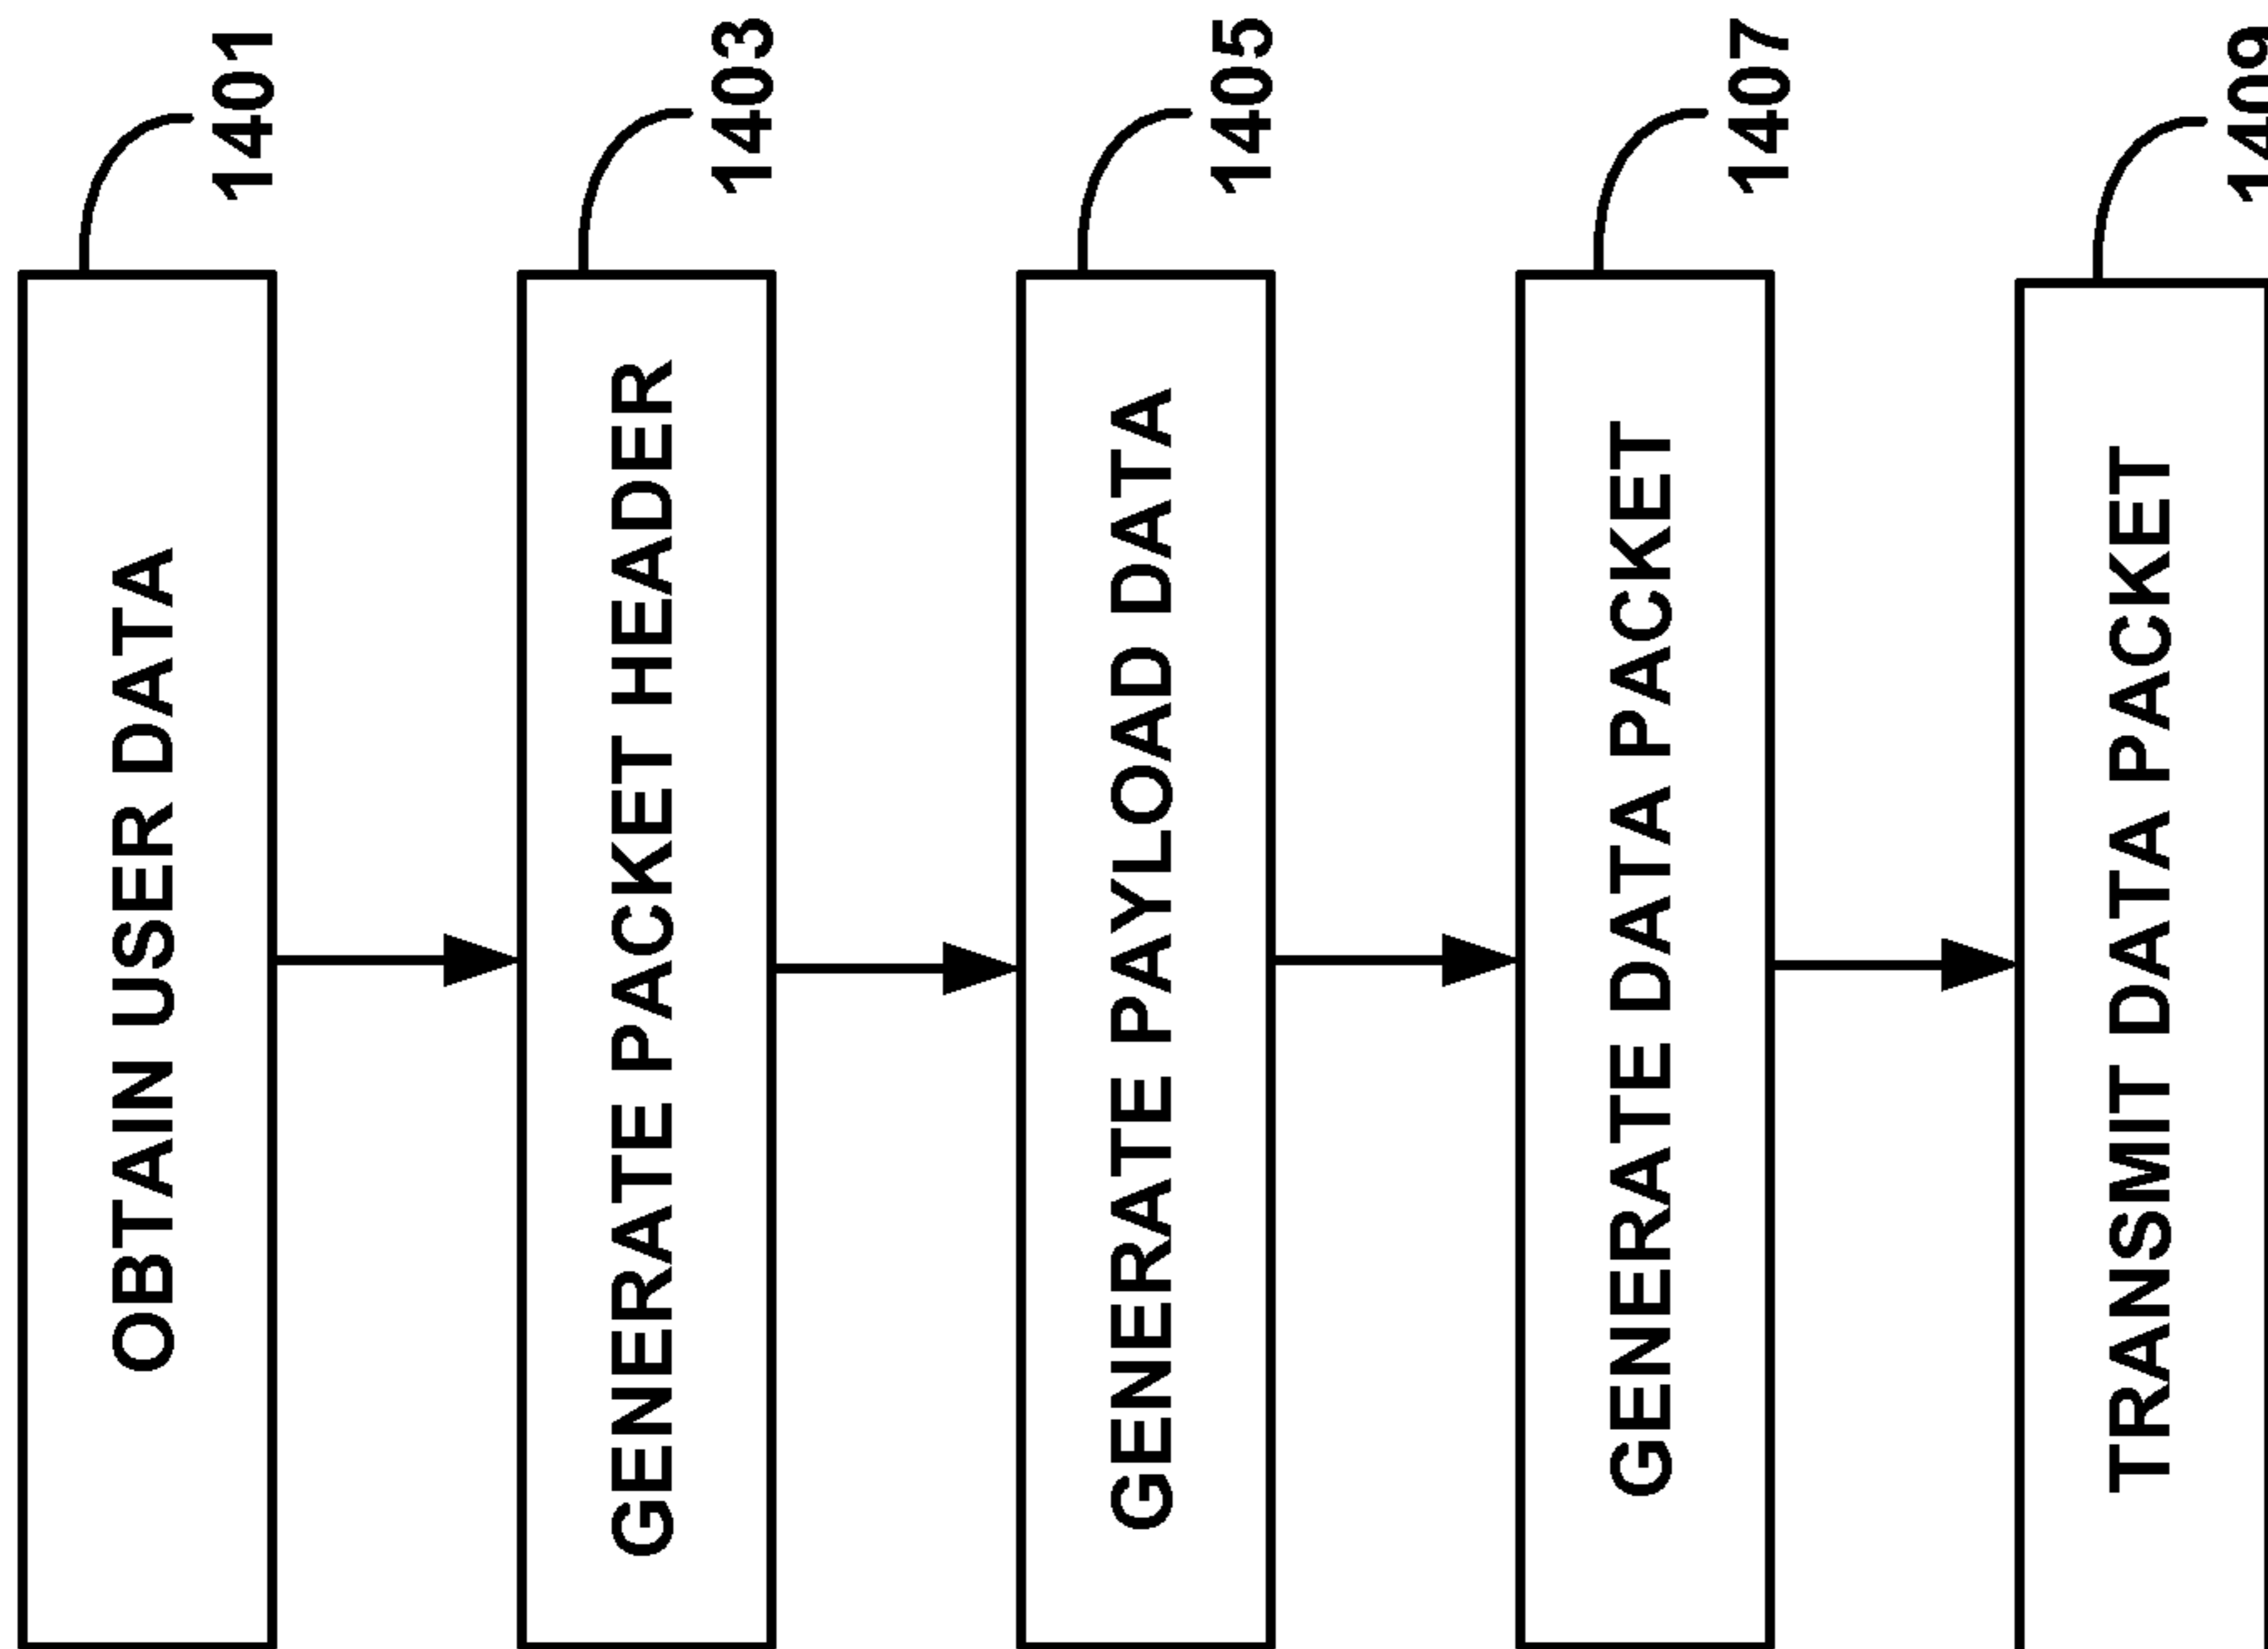 1401
OBTAIN USER DATA
1403
GENERATE PACKET HEADER
1405
GENERATE PAYLOAD DATA
1407
GENERATE DATA PACKET
1409
TRANSMIT DATA PACKET